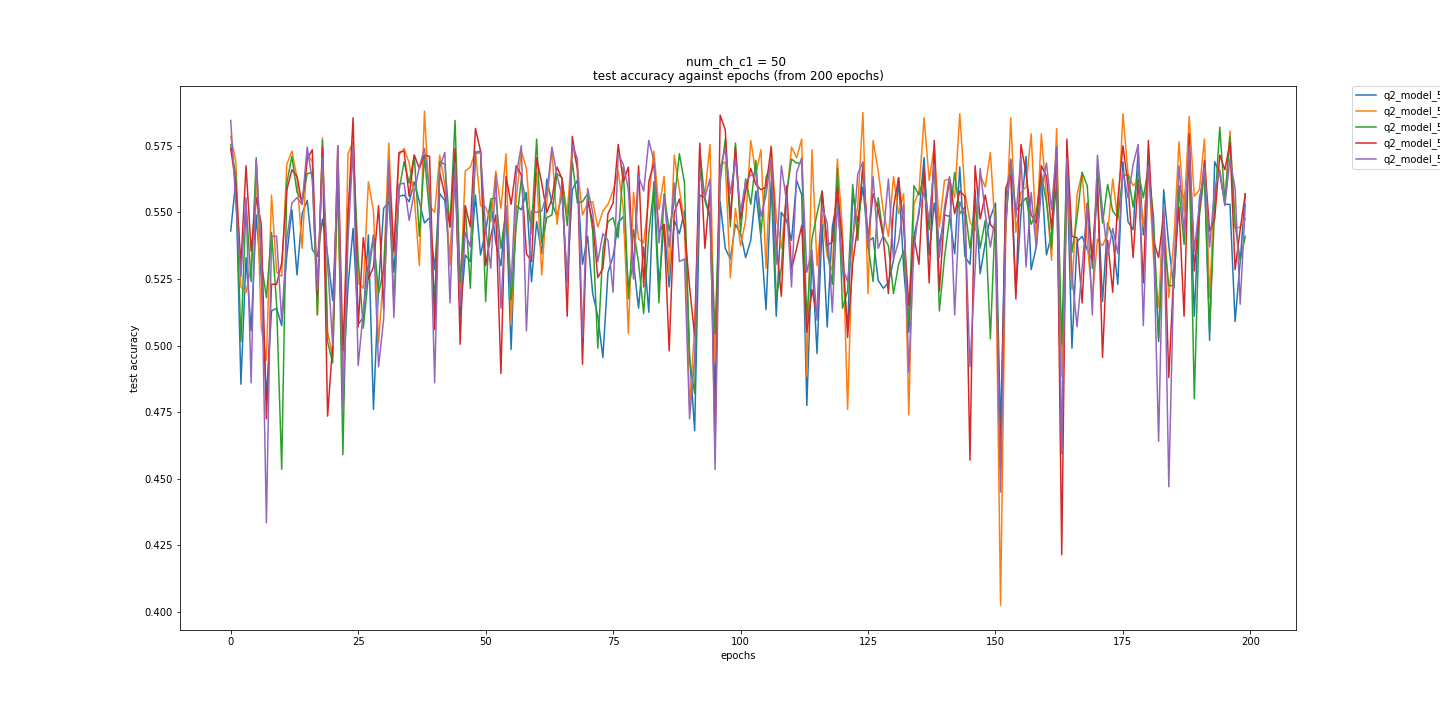 num_ch_c1 = 50
test accuracy against epochs (from 200 epochs)
q2_model_5
q2_model_5
q2_model_5
q2_model_5
q2_model_5
0.575
0.550
0.525
0.500
0.475
0.450
0.425
0.400
test accuracy
0 25 50 75 100 125 150 175 200
epochs